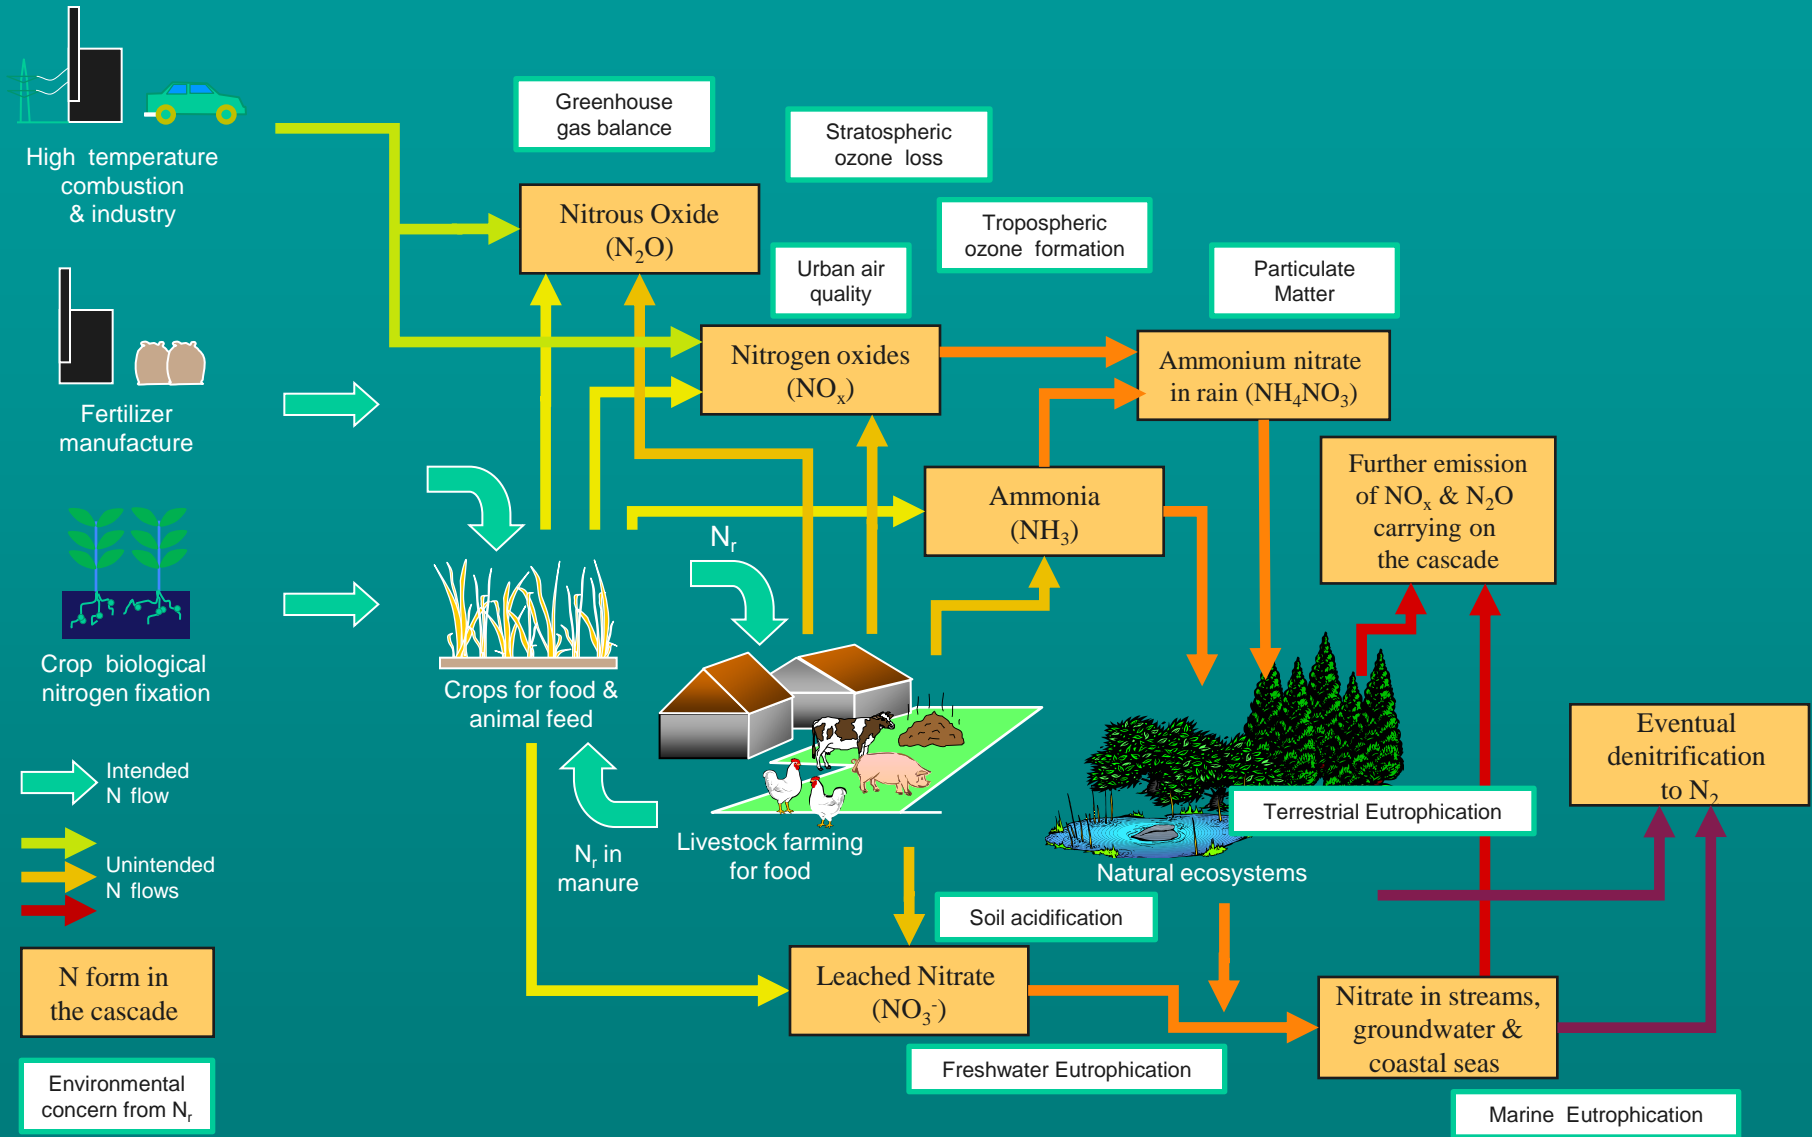 High temperature
combustion
& industry
Fertilizer
manufacture
Crop biological
nitrogen fixation
Intended
N flow
Unintended
N flows
N form in
the cascade
Environmental
concern from Nᵣ
Greenhouse
gas balance
Stratospheric
ozone loss
Tropospheric
ozone formation
Urban air
quality
Particulate
Matter
Nitrous Oxide
(N₂O)
Nitrogen oxides
(NOₓ)
Ammonium nitrate
in rain (NH₄NO₃)
Ammonia
(NH₃)
Further emission
of NOₓ & N₂O
carrying on
the cascade
Nᵣ
Crops for food &
animal feed
Nᵣ in
manure
Livestock farming
for food
Terrestrial Eutrophication
Natural ecosystems
Eventual
denitrification
to N₂
Soil acidification
Leached Nitrate
(NO₃⁻)
Nitrate in streams,
groundwater &
coastal seas
Freshwater Eutrophication
Marine Eutrophication